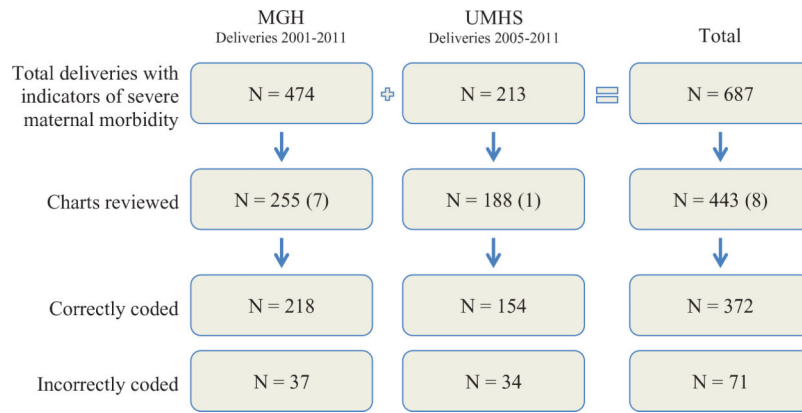 MGH
Deliveries 2001-2011
UMHS
Deliveries 2005-2011
Total
Total deliveries with
indicators of severe
maternal morbidity
N = 474
+
N = 213
=
N = 687
Charts reviewed
N = 255 (7)
N = 188 (1)
N = 443 (8)
Correctly coded
N = 218
N = 154
N = 372
Incorrectly coded
N = 37
N = 34
N = 71